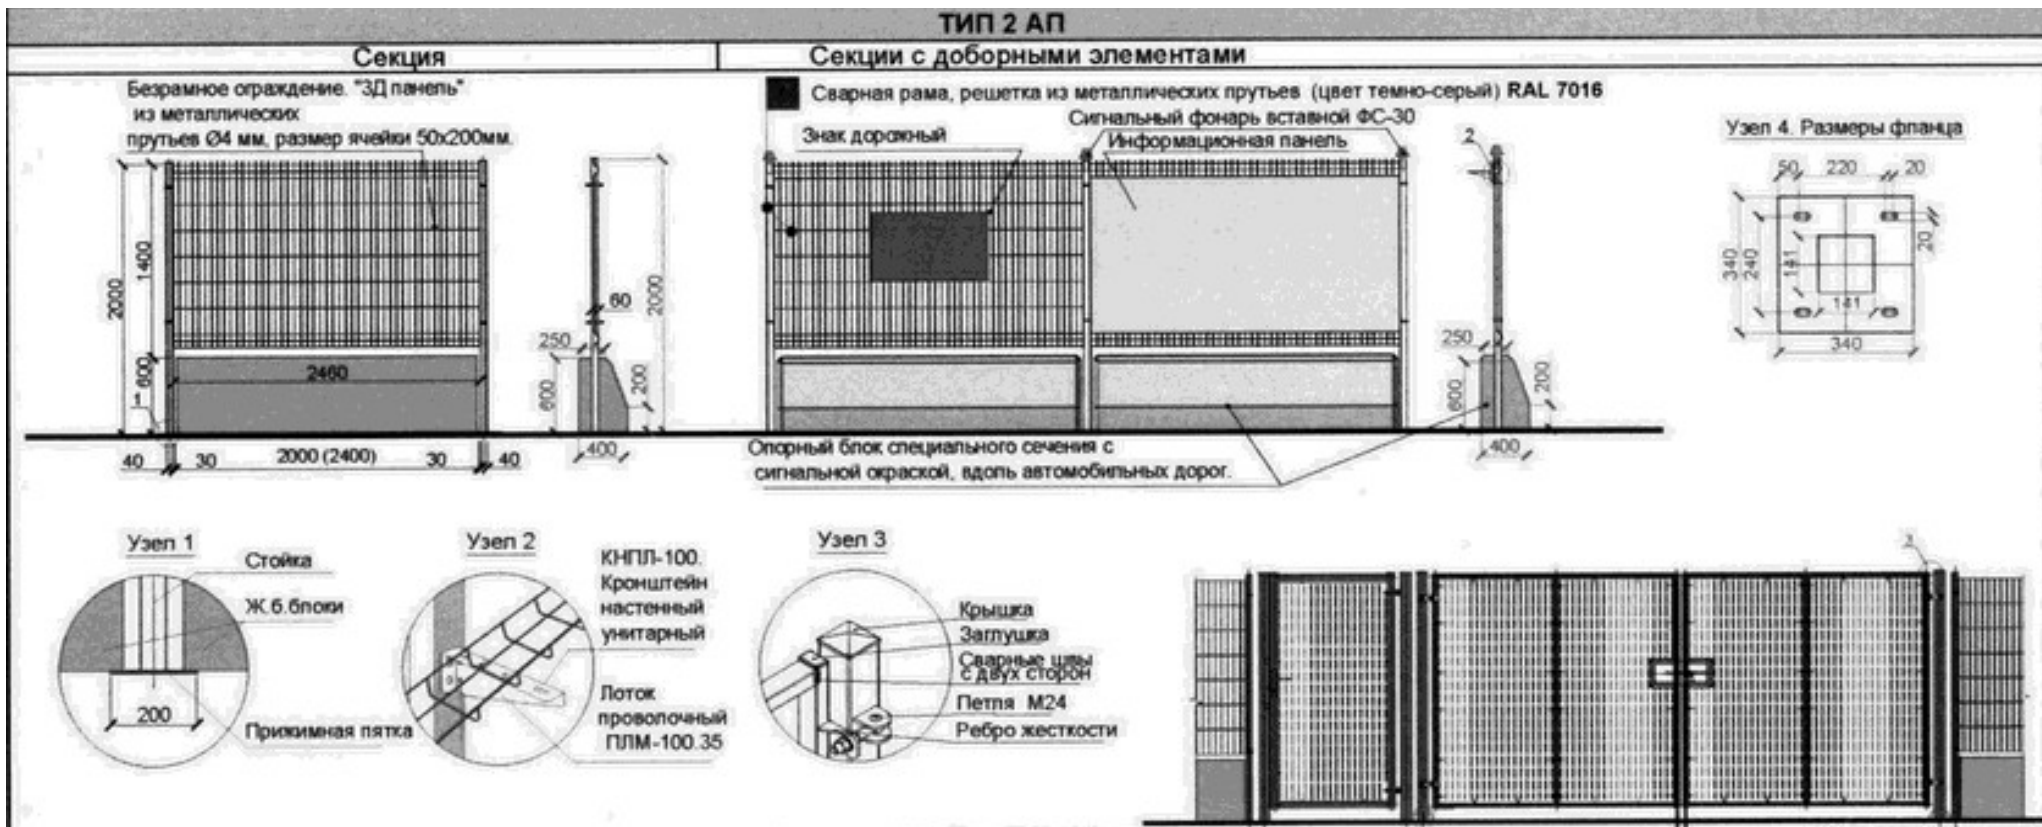 ТИП 2 АП
Секция
Секции с доборными элементами
Безрамное ограждение. "3Д панель"
из металлических
прутьев Ø4 мм, размер ячейки 50х200мм.
2000
1400
600
1
2460
40
30
2000 (2400)
30
40
60
2000
250
600
200
400
Сварная рама, решетка из металлических прутьев (цвет темно-серый) RAL 7016
Сигнальный фонарь вставной ФС-30
Знак дорожный
Информационная панель
2
250
600
200
400
Опорный блок специального сечения с
сигнальной окраской, вдоль автомобильных дорог.
Узел 4. Размеры фланца
50
220
20
20
340
240
141
141
340
Узел 1
Стойка
Ж.б.блоки
200
Прижимная пятка
Узел 2
КНПЛ-100.
Кронштейн
настенный
унитарный
Лоток
проволочный
ПЛМ-100.35
Узел 3
Крышка
Заглушка
Сварные швы
с двух сторон
Петля М24
Ребро жесткости
3